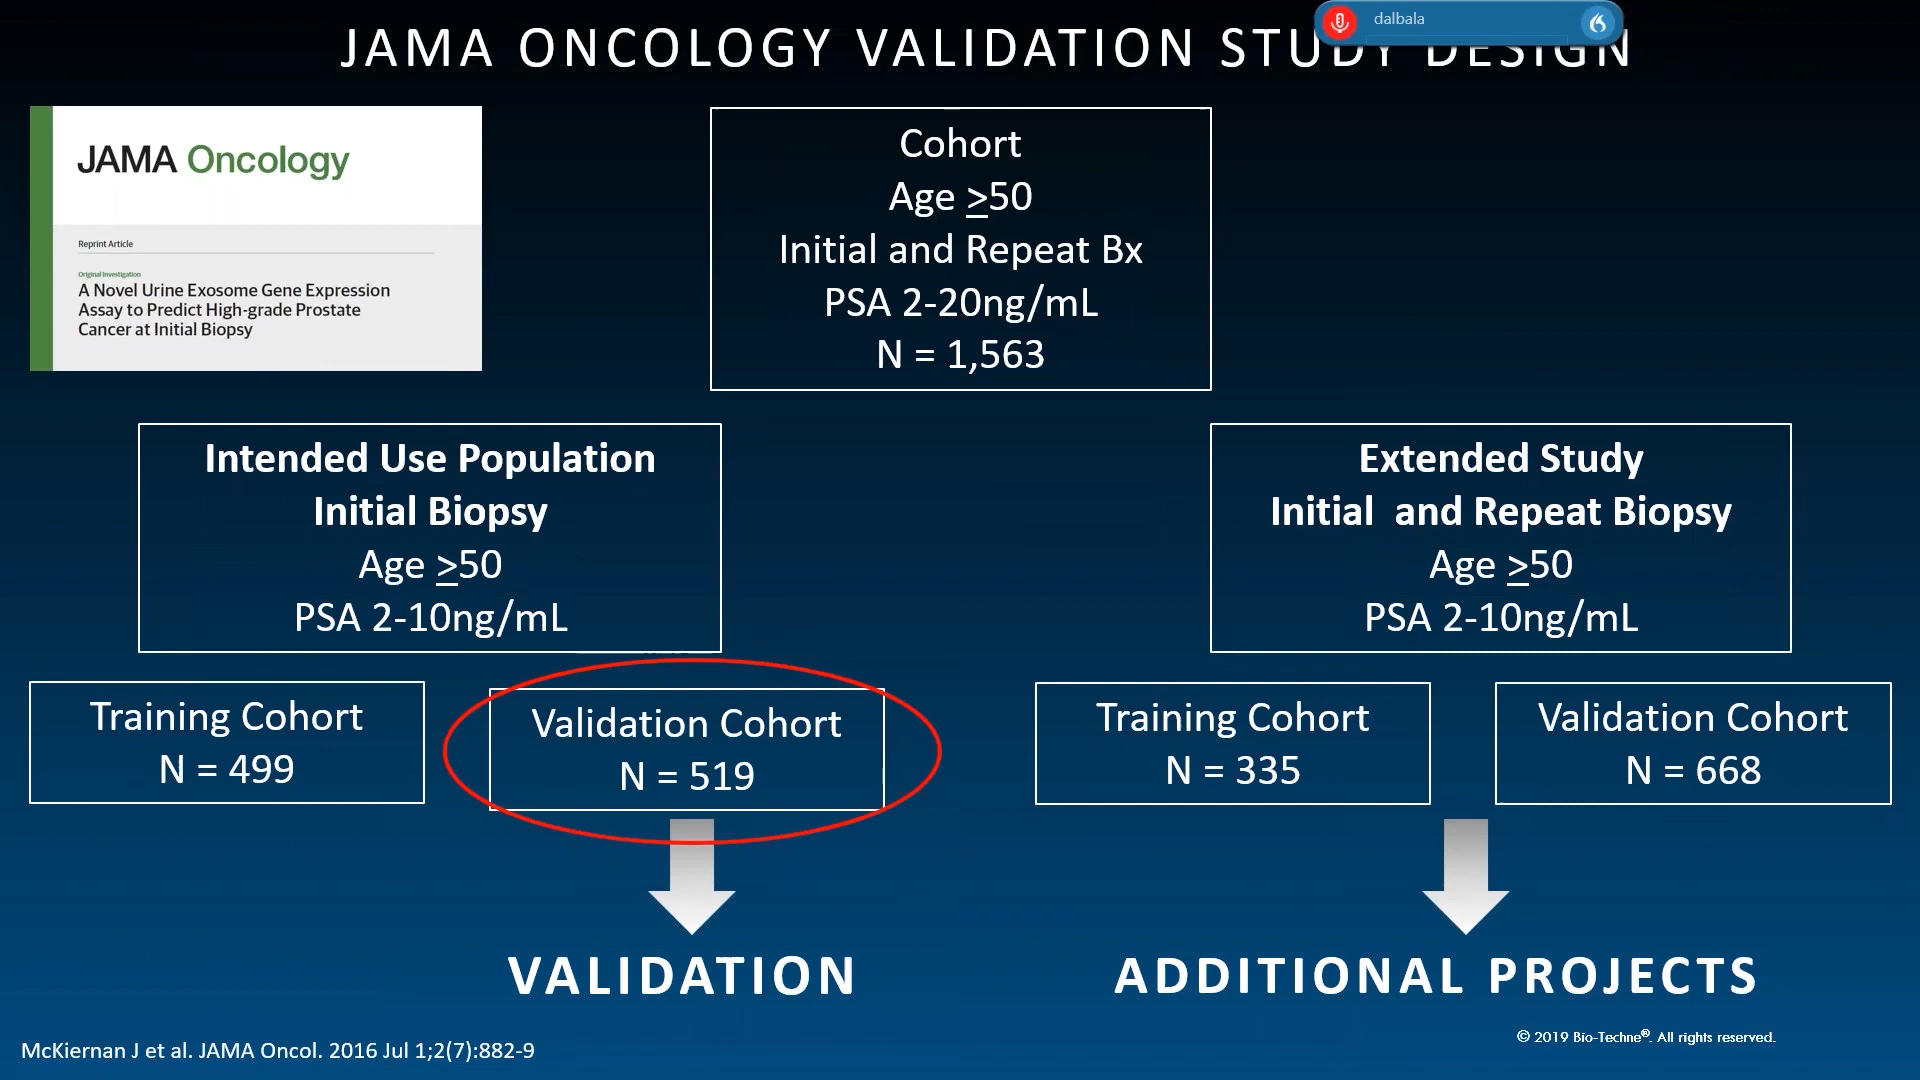 JAMA ONCOLOGY VALIDATION STUDY DESIGN
dalbala
JAMA Oncology
Reprint Article
Original Investigation
A Novel Urine Exosome Gene Expression
Assay to Predict High-grade Prostate
Cancer at Initial Biopsy
Cohort
Age ≥50
Initial and Repeat Bx
PSA 2-20ng/mL
N = 1,563
Intended Use Population
Initial Biopsy
Age ≥50
PSA 2-10ng/mL
Extended Study
Initial and Repeat Biopsy
Age ≥50
PSA 2-10ng/mL
Training Cohort
N = 499
Validation Cohort
N = 519
Training Cohort
N = 335
Validation Cohort
N = 668
VALIDATION
ADDITIONAL PROJECTS
© 2019 Bio-Techne®. All rights reserved.
McKiernan J et al. JAMA Oncol. 2016 Jul 1;2(7):882-9